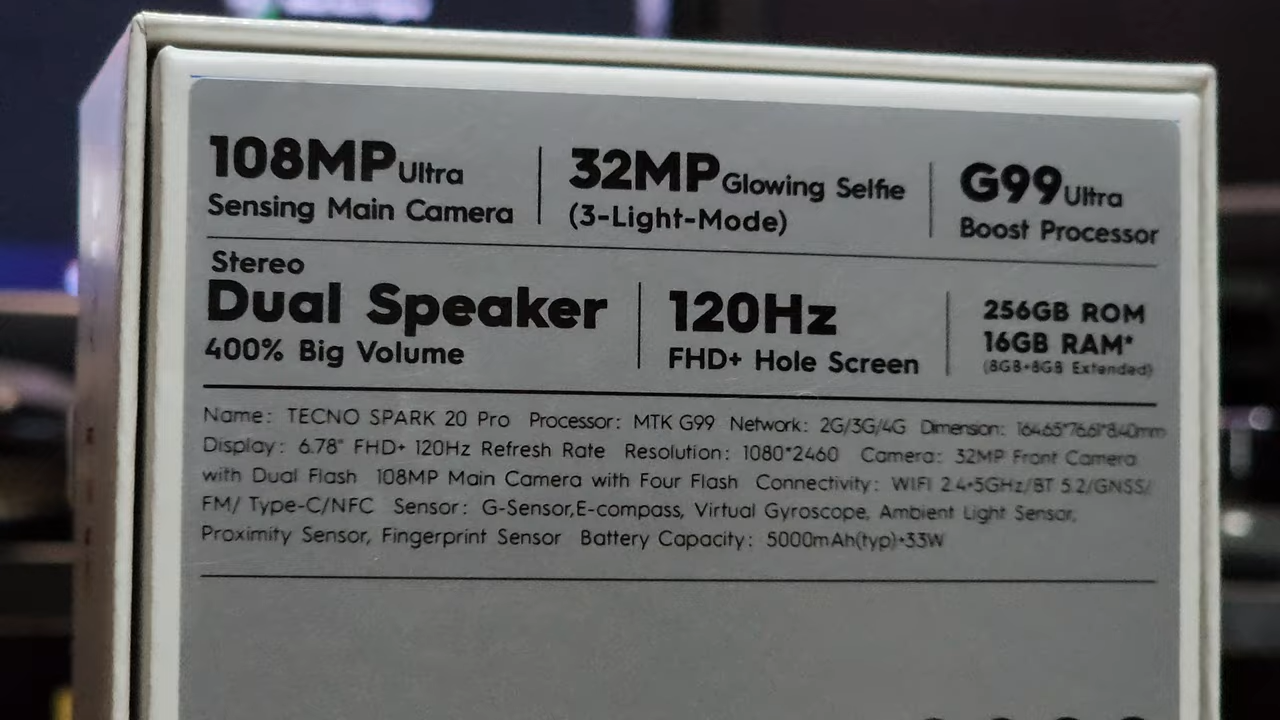 108MP Ultra
Sensing Main Camera
32MP Glowing Selfie
(3-Light-Mode)
G99 Ultra
Boost Processor
Stereo
Dual Speaker
400% Big Volume
120Hz
FHD+ Hole Screen
256GB ROM
16GB RAM*
(8GB+8GB Extended)
Name: TECNO SPARK 20 Pro Processor: MTK G99 Network: 2G/3G/4G Dimension: 164.65*76.61*8.40mm
Display: 6.78" FHD+ 120Hz Refresh Rate Resolution: 1080*2460 Camera: 32MP Front Camera
with Dual Flash 108MP Main Camera with Four Flash Connectivity: WIFI 2.4+5GHz/BT 5.2/GNSS/
FM/ Type-C/NFC Sensor: G-Sensor,E-compass, Virtual Gyroscope, Ambient Light Sensor,
Proximity Sensor, Fingerprint Sensor Battery Capacity: 5000mAh(typ)+33W